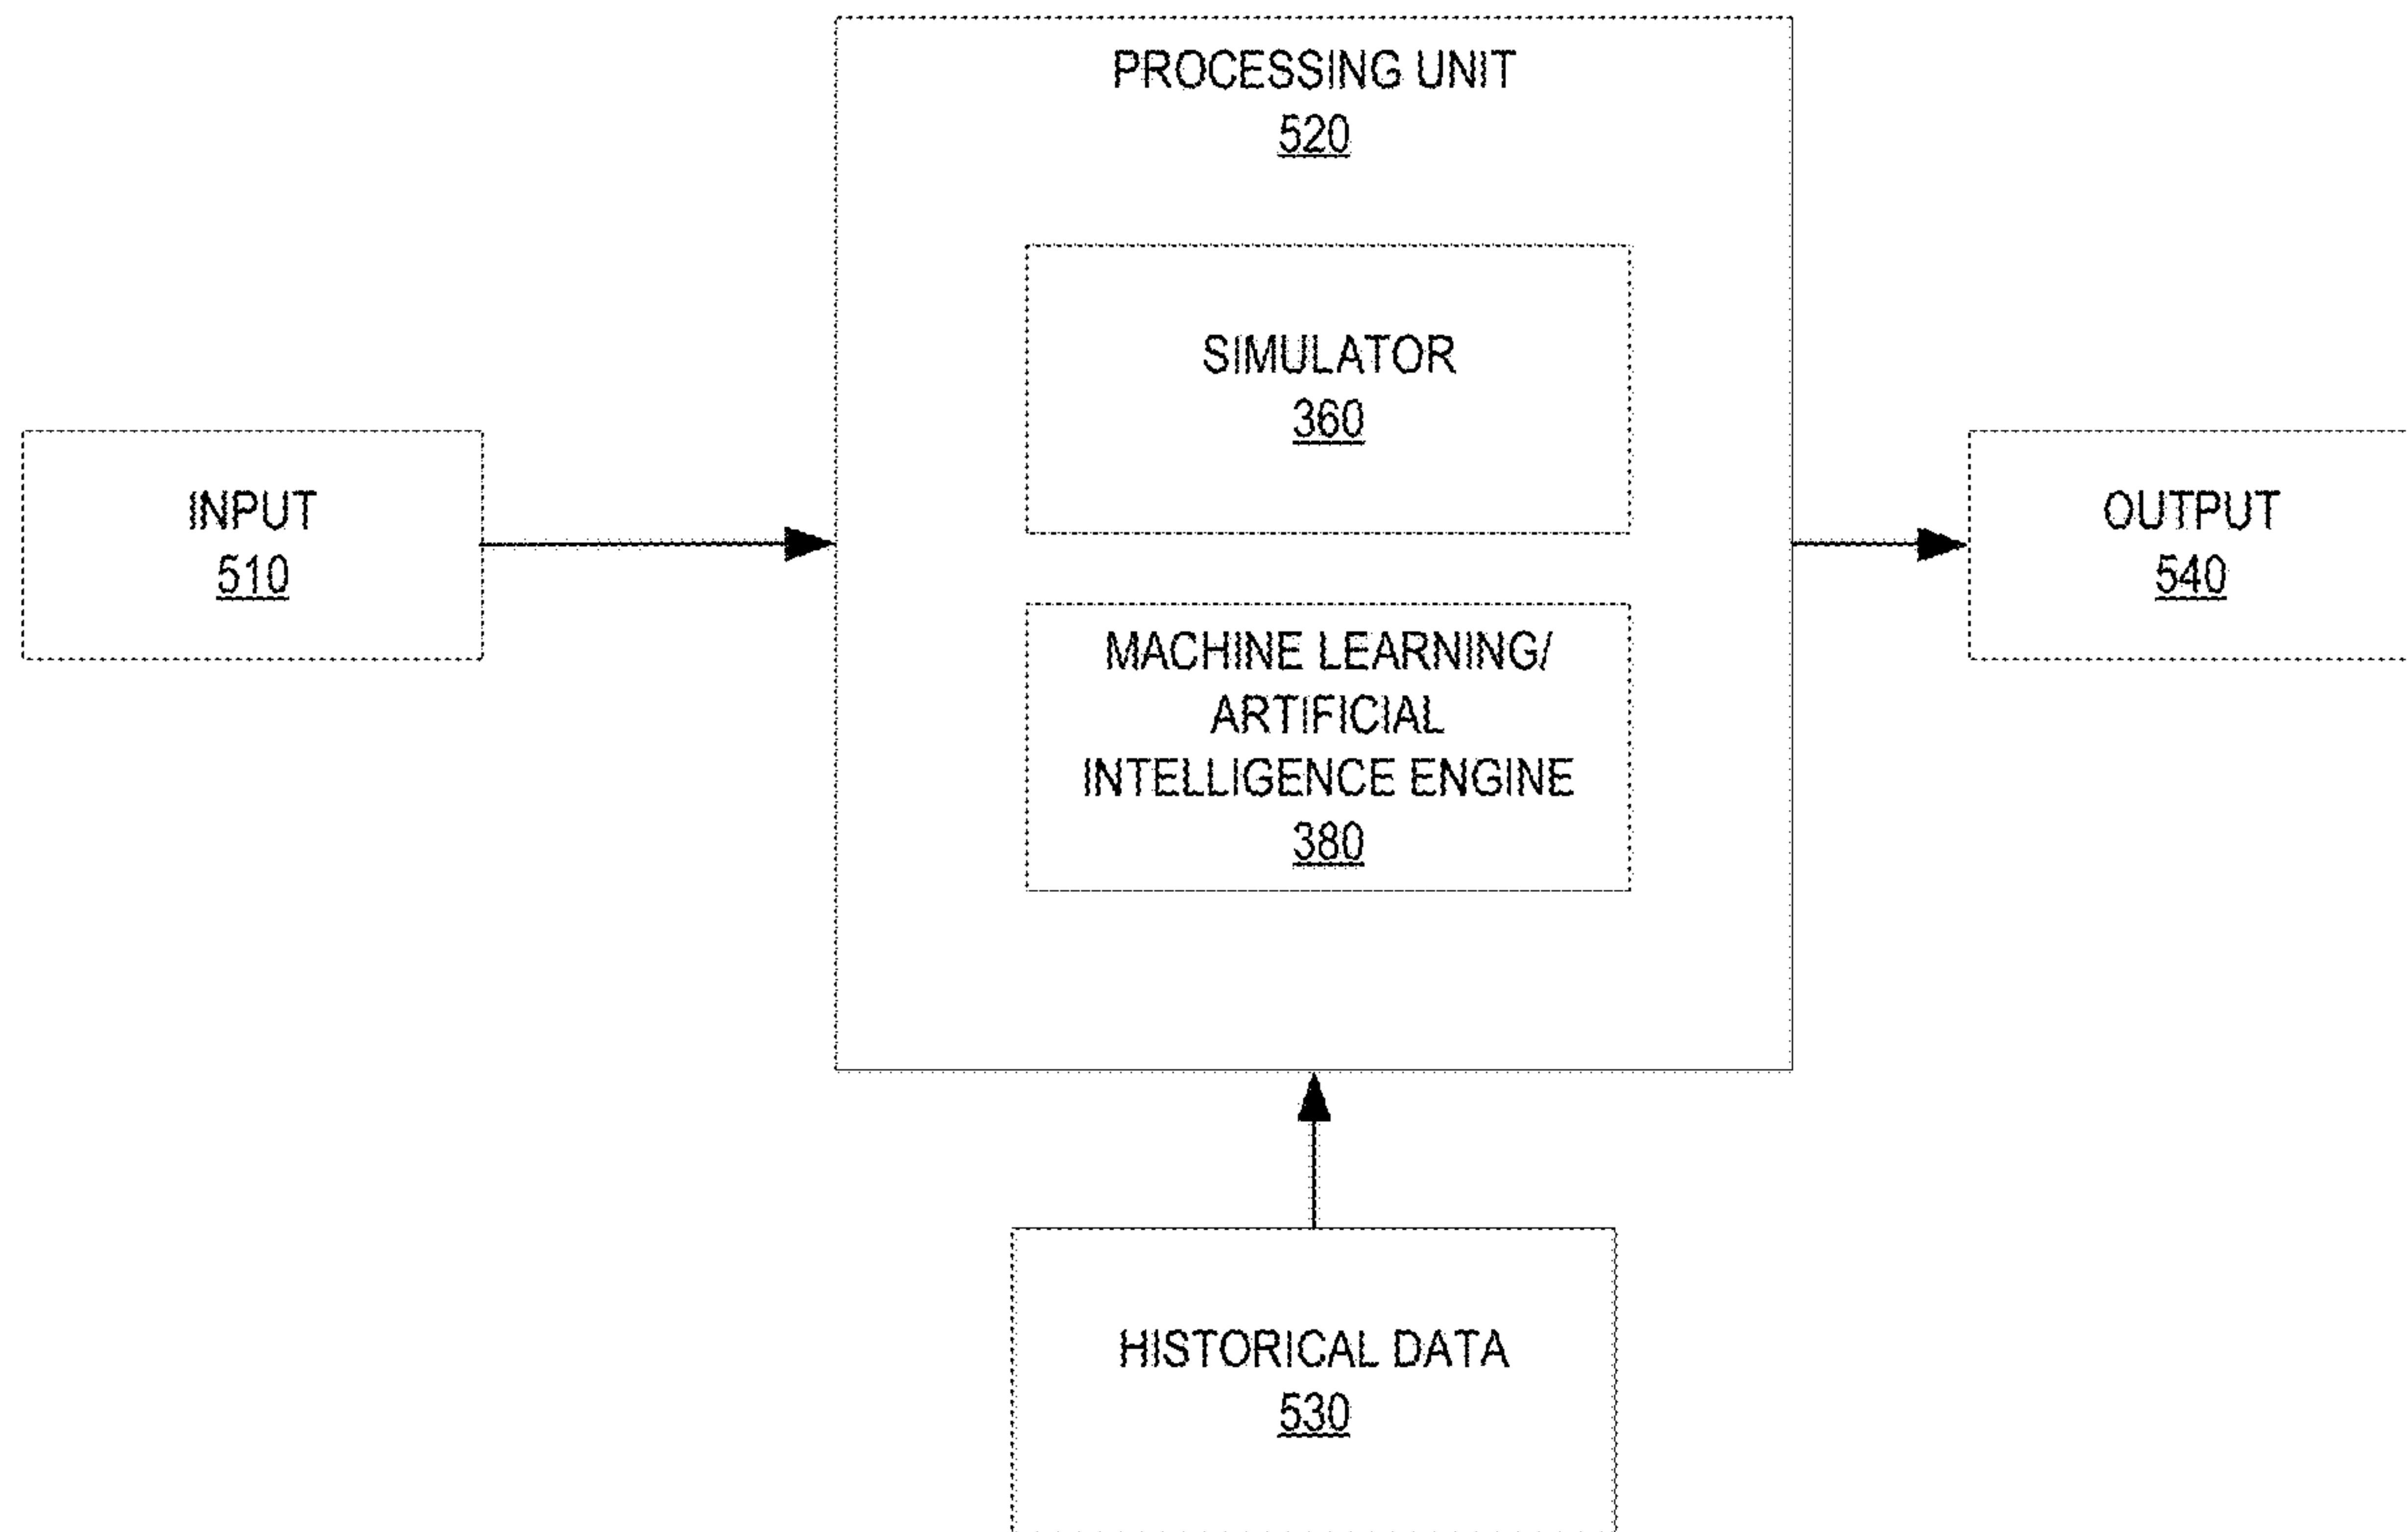 PROCESSING UNIT
520
SIMULATOR
360
INPUT
510
OUTPUT
540
MACHINE LEARNING/
ARTIFICIAL
INTELLIGENCE ENGINE
380
HISTORICAL DATA
530